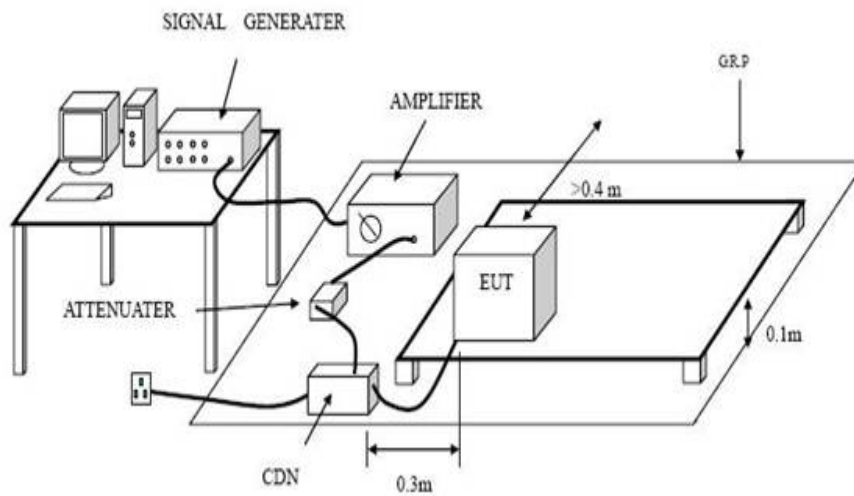 SIGNAL GENERATER
G.R.P
AMPLIFIER
>0.4 m
EUT
ATTENUATER
0.1m
CDN
0.3m